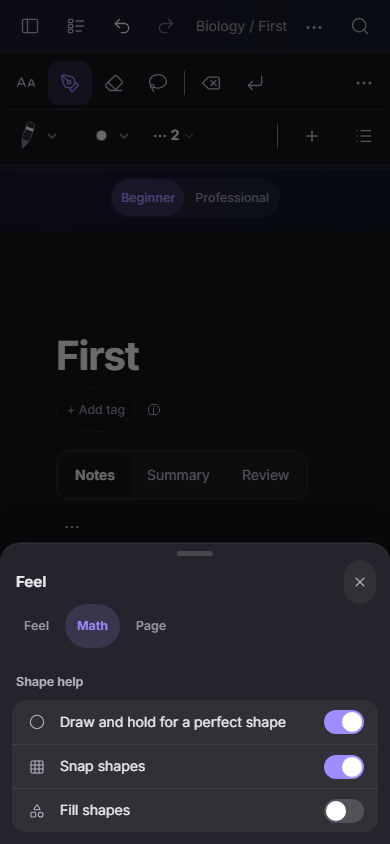 Biology / First
AA
2
Beginner
Professional
First
+ Add tag
Notes
Summary
Review
Feel
Feel
Math
Page
Shape help
Draw and hold for a perfect shape
Snap shapes
Fill shapes